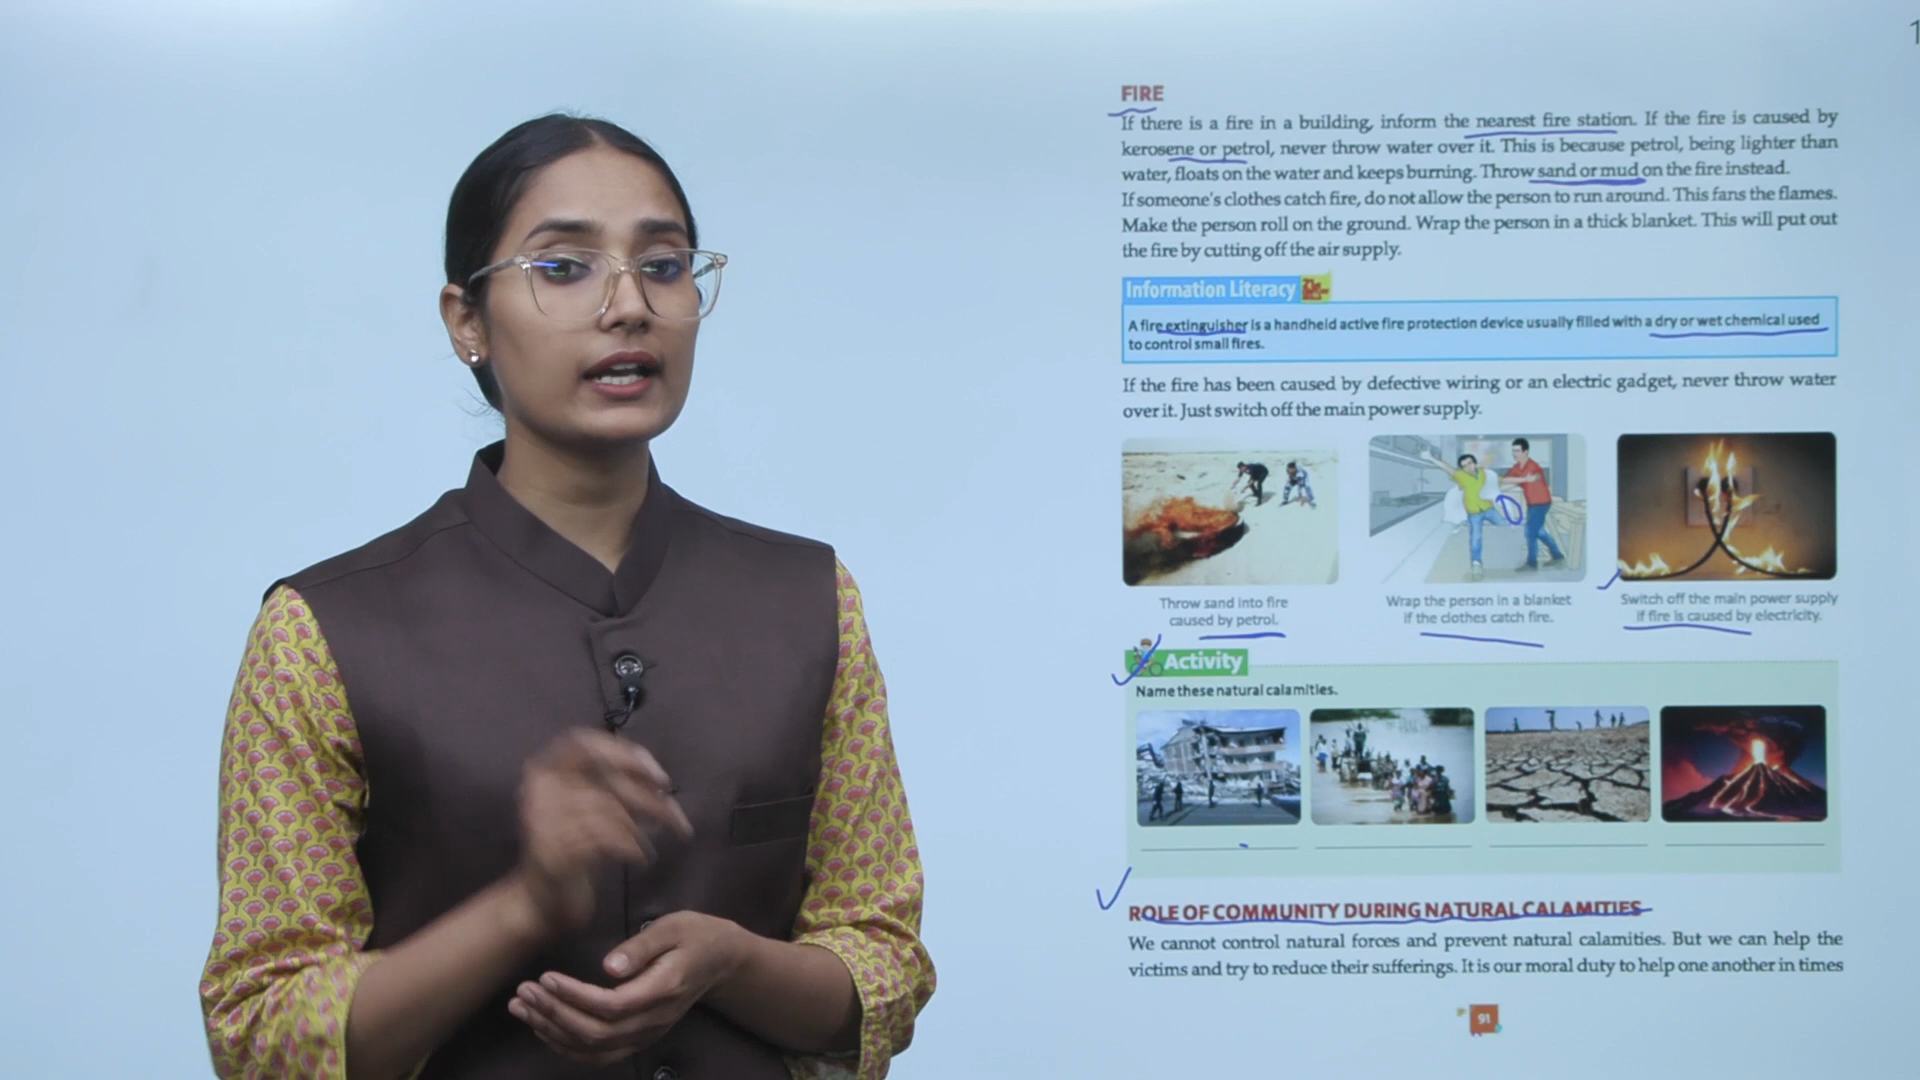 1
FIRE
If there is a fire in a building, inform the nearest fire station. If the fire is caused by
kerosene or petrol, never throw water over it. This is because petrol, being lighter than
water, floats on the water and keeps burning. Throw sand or mud on the fire instead.
If someone's clothes catch fire, do not allow the person to run around. This fans the flames.
Make the person roll on the ground. Wrap the person in a thick blanket. This will put out
the fire by cutting off the air supply.
Information Literacy
A fire extinguisher is a handheld active fire protection device usually filled with a dry or wet chemical used
to control small fires.
If the fire has been caused by defective wiring or an electric gadget, never throw water
over it. Just switch off the main power supply.
Throw sand into fire
caused by petrol.
Wrap the person in a blanket
if the clothes catch fire.
Switch off the main power supply
if fire is caused by electricity.
Activity
Name these natural calamities.
ROLE OF COMMUNITY DURING NATURAL CALAMITIES
We cannot control natural forces and prevent natural calamities. But we can help the
victims and try to reduce their sufferings. It is our moral duty to help one another in times
91